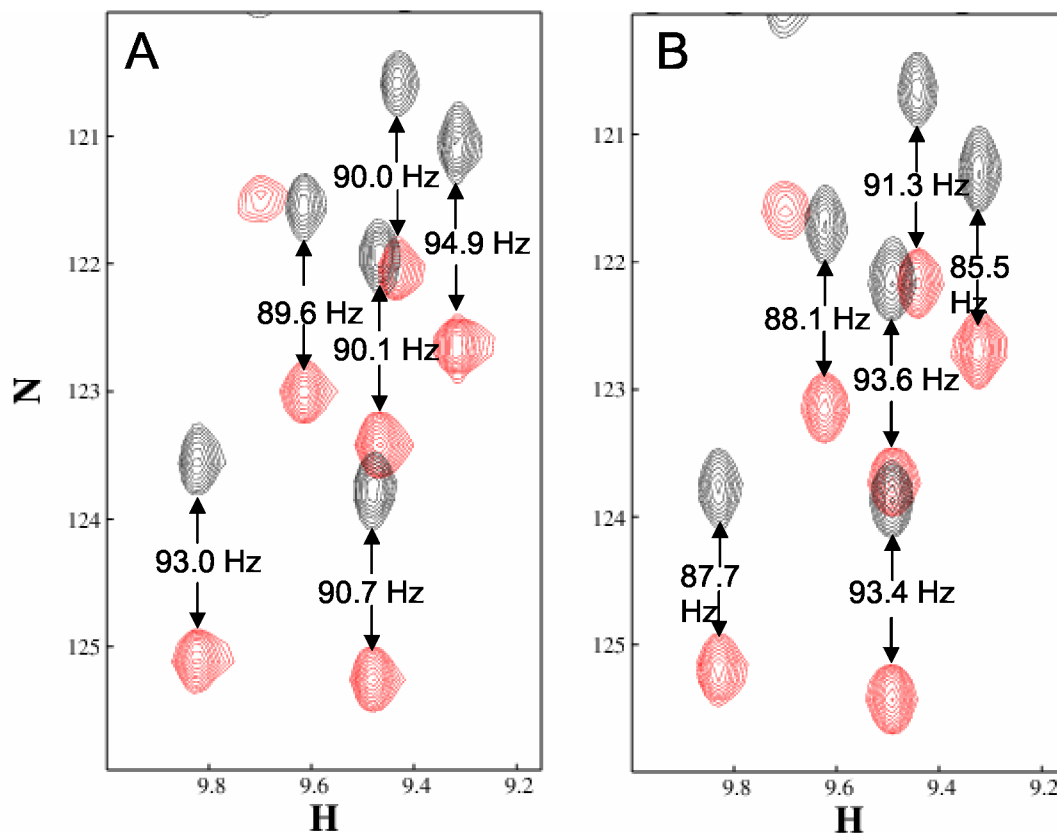 A
121
122
123
124
125
N
90.0 Hz
94.9 Hz
89.6 Hz
90.1 Hz
93.0 Hz
90.7 Hz
9.8
9.6
9.4
9.2
H
B
121
122
123
124
125
91.3 Hz
85.5
Hz
88.1 Hz
93.6 Hz
87.7
Hz
93.4 Hz
9.8
9.6
9.4
9.2
H